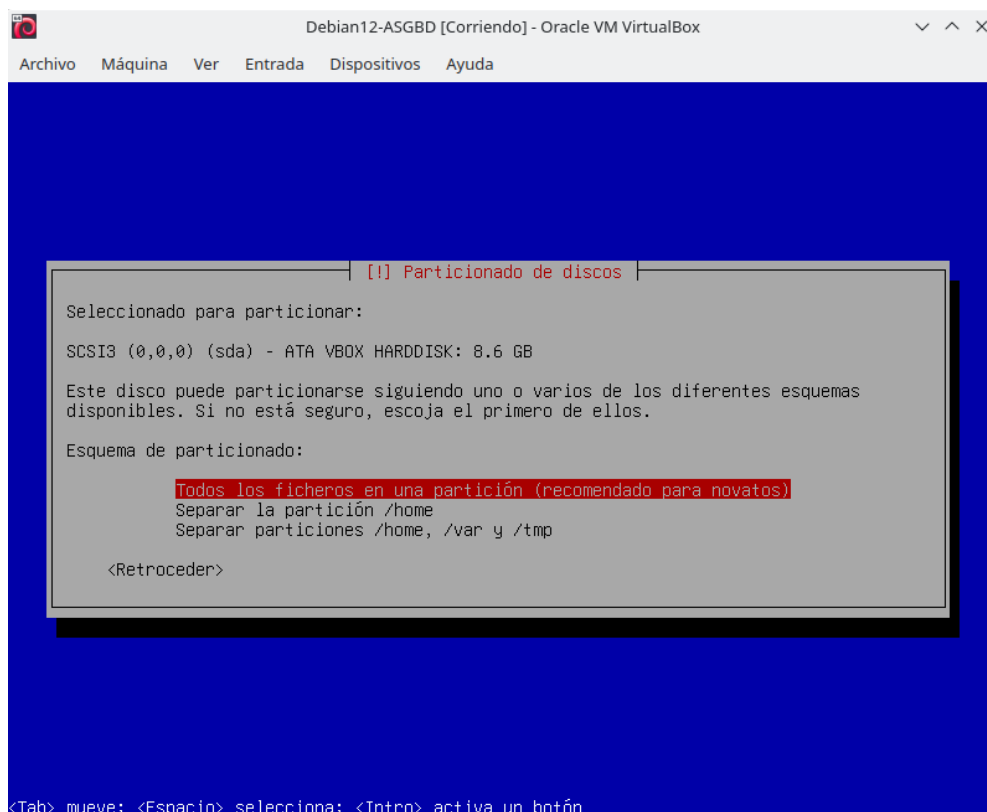 Debian12-ASGBD [Corriendo] - Oracle VM VirtualBox
Archivo Máquina Ver Entrada Dispositivos Ayuda
[!] Particionado de discos
Seleccionado para particionar:
SCSI3 (0,0,0) (sda) - ATA VBOX HARDDISK: 8.6 GB
Este disco puede particionarse siguiendo uno o varios de los diferentes esquemas
disponibles. Si no está seguro, escoja el primero de ellos.
Esquema de particionado:
Todos los ficheros en una partición (recomendado para novatos)
Separar la partición /home
Separar particiones /home, /var y /tmp
<Retroceder>
<Tab> mueve; <Espacio> selecciona; <Intro> activa un botón